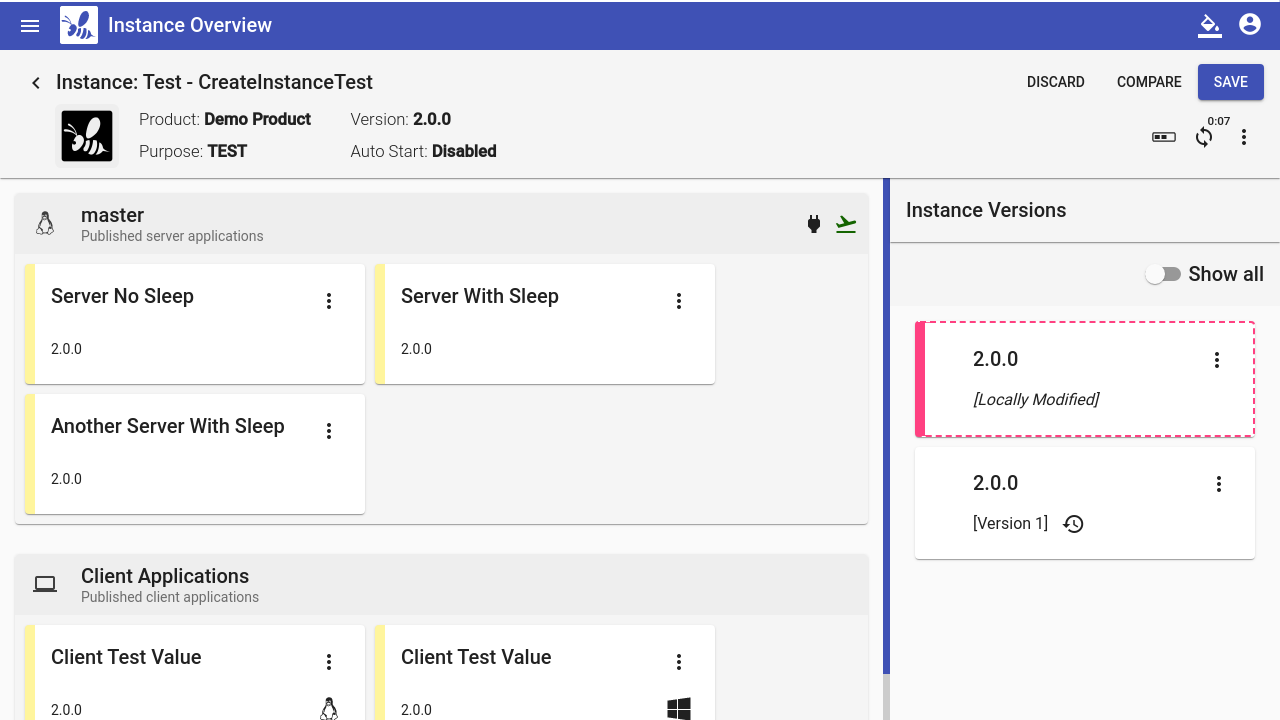 Instance Overview
Instance: Test - CreateInstanceTest
DISCARD
COMPARE
SAVE
Product: Demo Product
Version: 2.0.0
Purpose: TEST
Auto Start: Disabled
0:07
master
Published server applications
Server No Sleep
2.0.0
Server With Sleep
2.0.0
Another Server With Sleep
2.0.0
Client Applications
Published client applications
Client Test Value
2.0.0
Client Test Value
2.0.0
Instance Versions
Show all
2.0.0
[Locally Modified]
2.0.0
[Version 1]